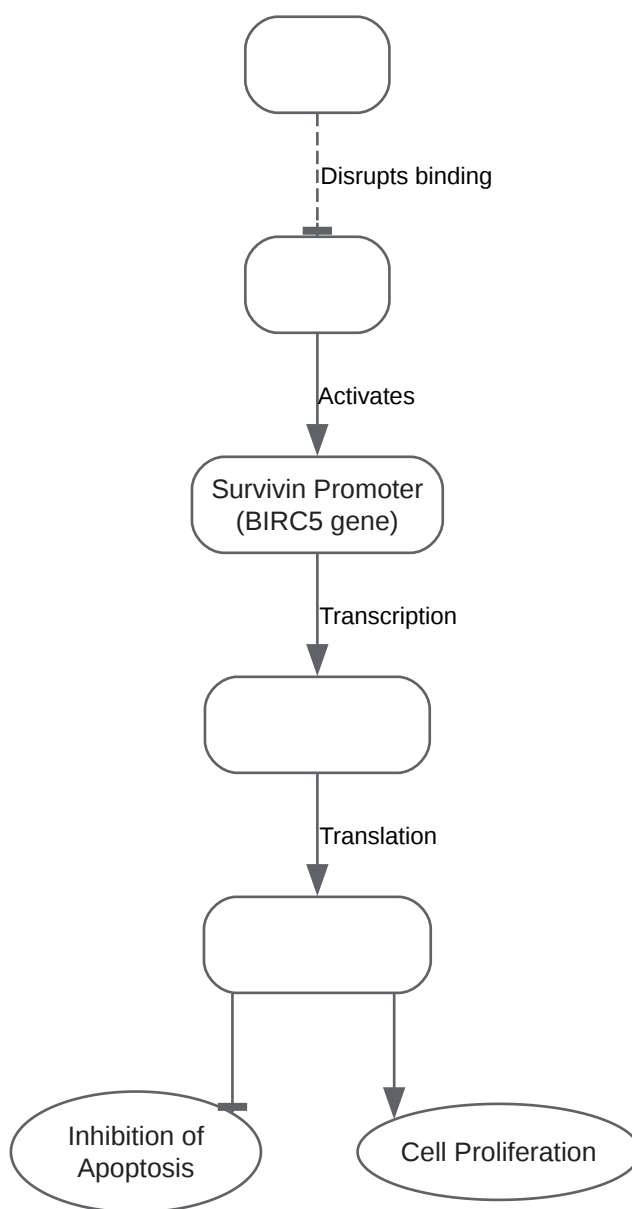 Disrupts binding
Activates
Survivin Promoter
(BIRC5 gene)
Transcription
Translation
Inhibition of
Apoptosis
Cell Proliferation